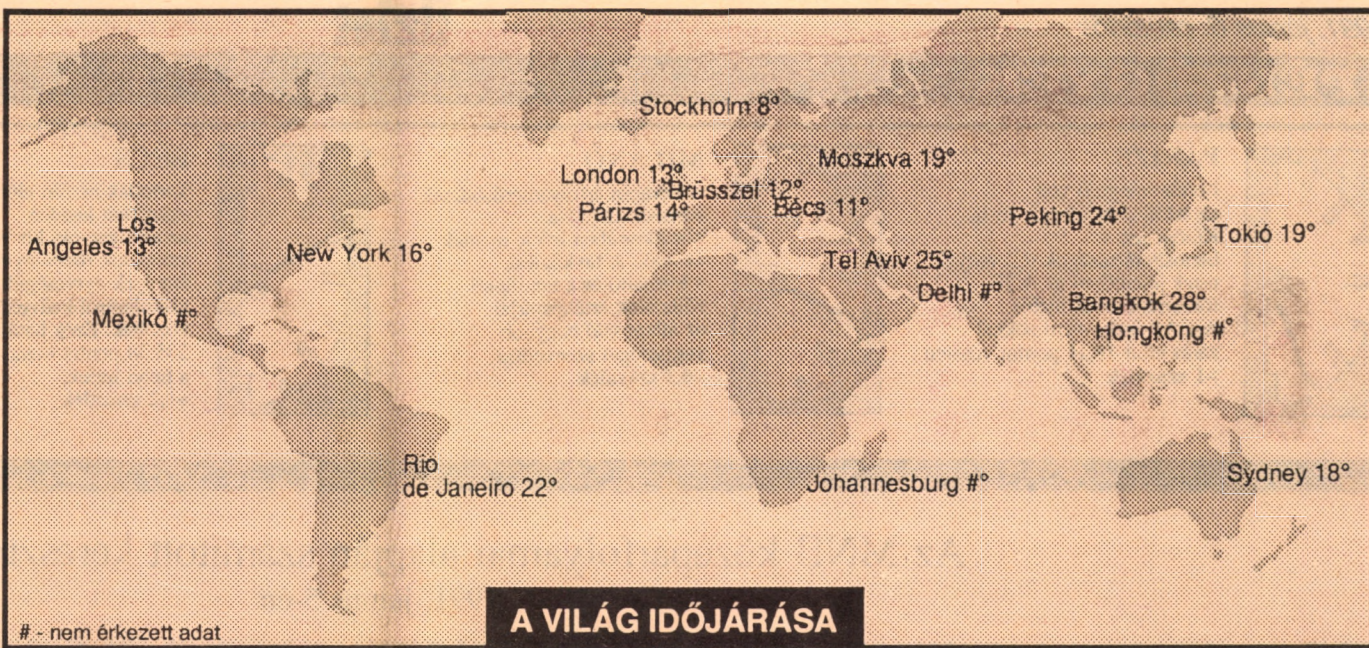 Stockholm 8°
London 13°
Moszkva 19°
Brüsszel 12°
Párizs 14°
Bécs 11°
Peking 24°
Los
Angeles 13°
New York 16°
Tokió 19°
Tel Aviv 25°
Delhi #°
Mexikó #°
Bangkok 28°
Hongkong #°
Rio
de Janeiro 22°
Johannesburg #°
Sydney 18°
# - nem érkezett adat
A VILÁG IDŐJÁRÁSA